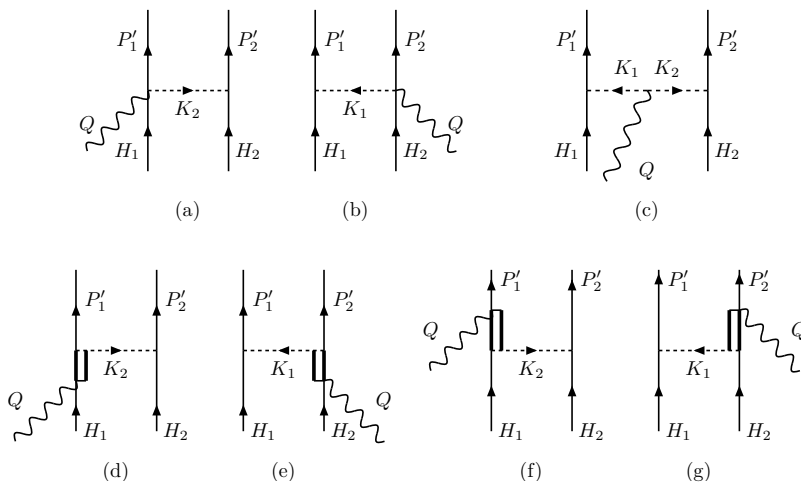 P′₁ P′₂ P′₁ P′₂ P′₁ P′₂
K₁ K₂
K₂ K₁
Q H₁ H₂ H₁ H₂ Q H₁ Q H₂
(a) (b) (c)
P′₁ P′₂ P′₁ P′₂ P′₁ P′₂ P′₁ P′₂
Q Q
K₂ K₁ K₂ K₁
Q H₁ H₂ H₁ H₂ Q H₁ H₂ H₁ H₂
(d) (e) (f) (g)